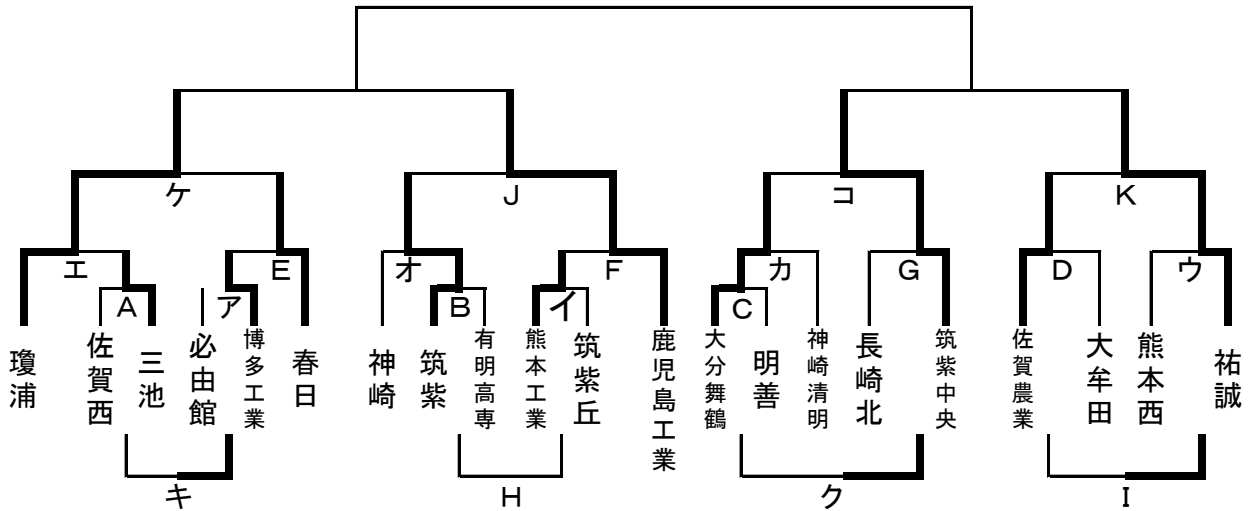 ケ
J
コ
K
エ
E
オ
F
カ
G
D
ウ
A
ア
B
イ
C
瓊浦
佐賀西
三池
必由館
博多工業
春日
神崎
筑紫
有明高専
熊本工業
筑紫丘
鹿児島工業
大分舞鶴
明善
神崎清明
長崎北
筑紫中央
佐賀農業
大牟田
熊本西
祐誠
キ
H
ク
I